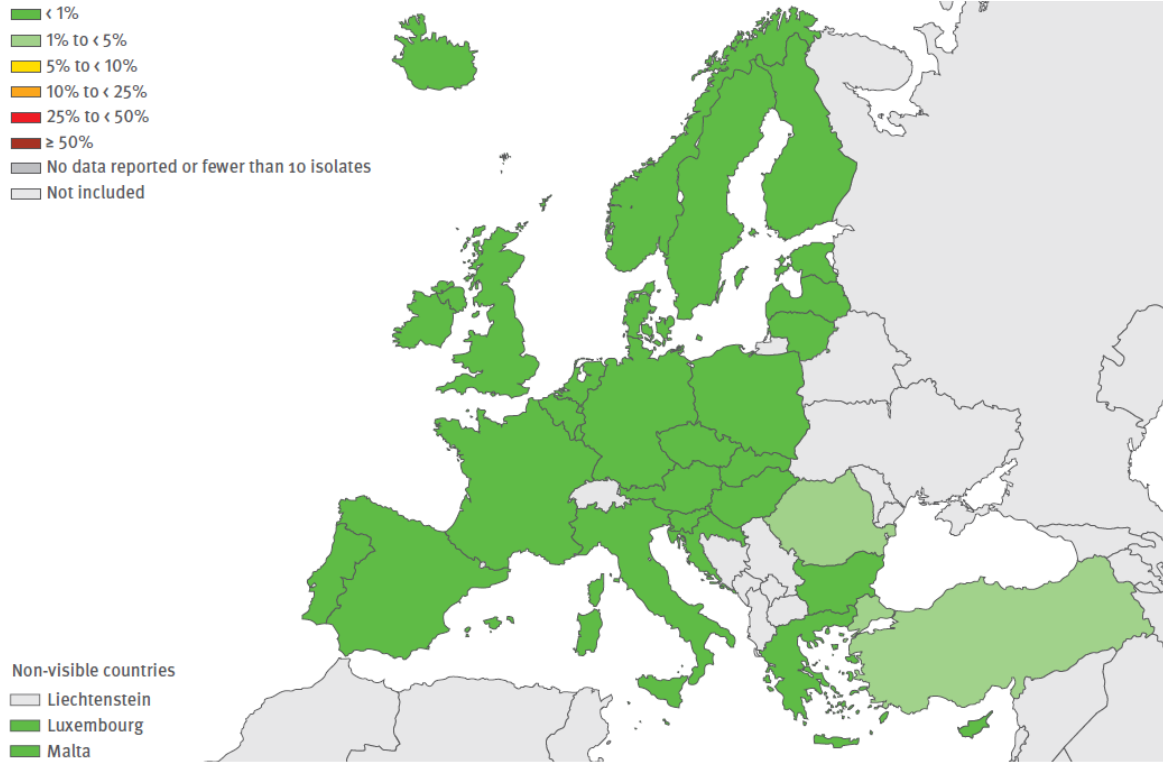 < 1%
1% to < 5%
5% to < 10%
10% to < 25%
25% to < 50%
≥ 50%
No data reported or fewer than 10 isolates
Not included
Non-visible countries
Liechtenstein
Luxembourg
Malta